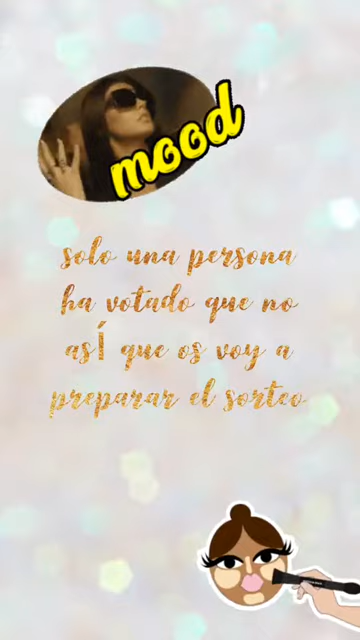 mood
solo una persona
ha votado que no
asÍ que os voy a
preparar el sorteo